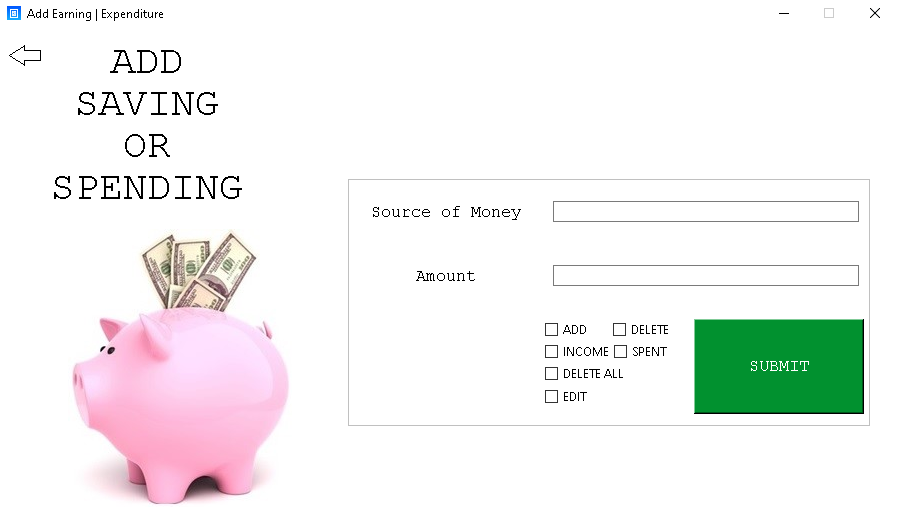 Add Earning | Expenditure
ADD
SAVING
OR
SPENDING
Source of Money
Amount
ADD DELETE
INCOME SPENT
DELETE ALL
EDIT
SUBMIT